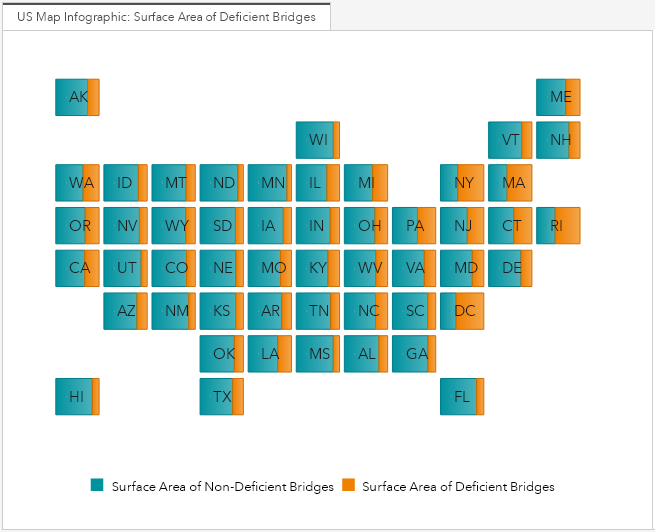 US Map Infographic: Surface Area of Deficient Bridges
AK ME
WI VT NH
WA ID MT ND MN IL MI NY MA
OR NV WY SD IA IN OH PA NJ CT RI
CA UT CO NE MO KY WV VA MD DE
AZ NM KS AR TN NC SC DC
OK LA MS AL GA
HI TX FL
Surface Area of Non-Deficient Bridges Surface Area of Deficient Bridges